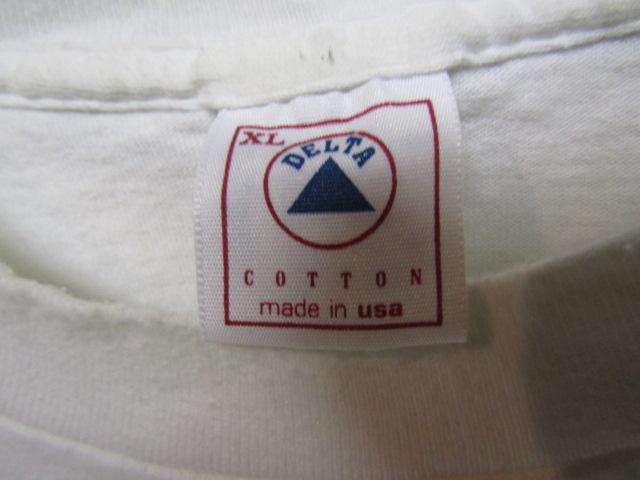 XL
DELTA
COTTON
made in usa